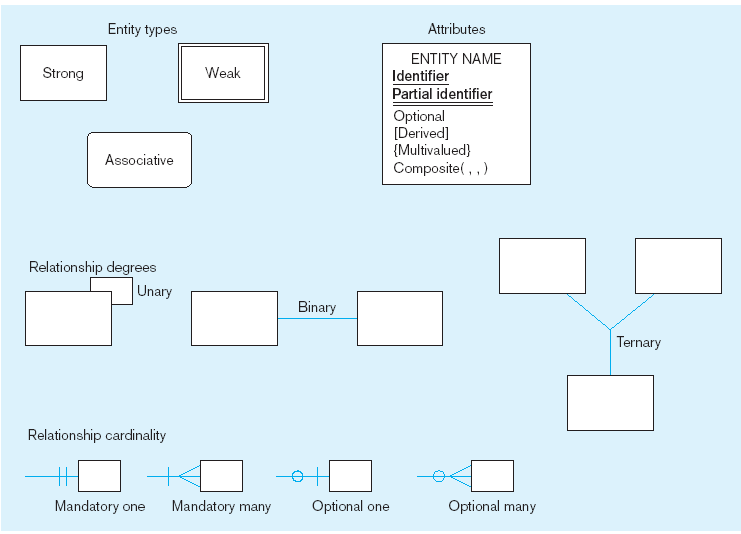 Entity types
Attributes
Strong
Weak
Associative
ENTITY NAME
Identifier
Partial identifier
Optional
[Derived]
{Multivalued}
Composite( , , )
Relationship degrees
Unary
Binary
Ternary
Relationship cardinality
Mandatory one
Mandatory many
Optional one
Optional many